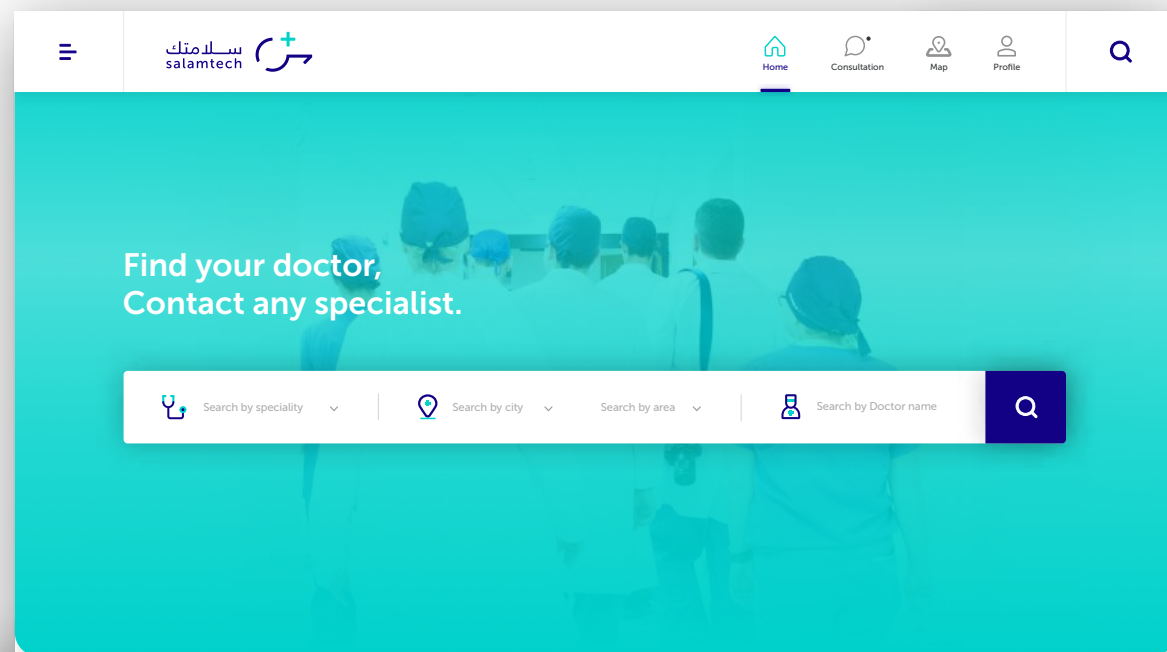 سلامتك
salamtech
Home
Consultation
Map
Profile
Find your doctor,
Contact any specialist.
Search by speciality
Search by city
Search by area
Search by Doctor name